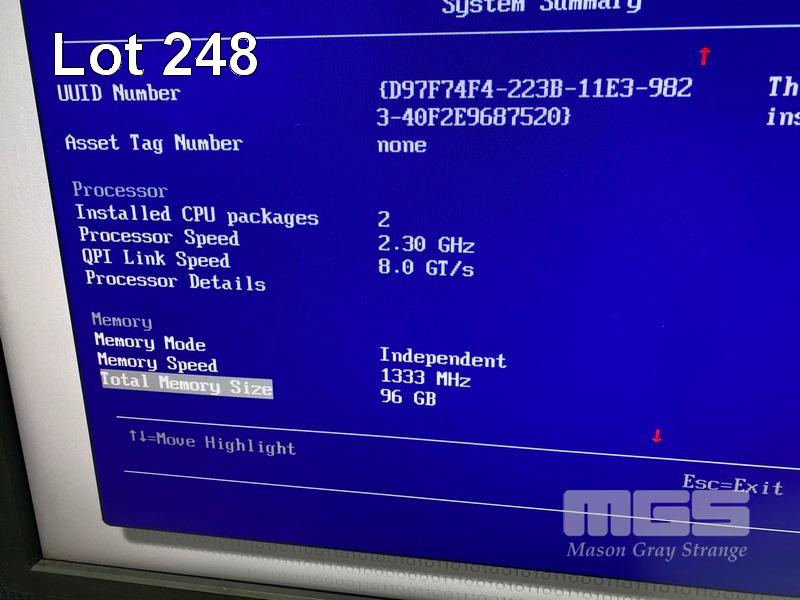 System Summary
Lot 248
UUID Number {D97F74F4-223B-11E3-982
3-40F2E9687520}
Asset Tag Number none
Processor
Installed CPU packages 2
Processor Speed 2.30 GHz
QPI Link Speed 8.0 GT/s
Processor Details
Memory
Memory Mode Independent
Memory Speed 1333 MHz
Total Memory Size 96 GB
↑↓=Move Highlight
Esc=Exit
MGS
Mason Gray Strange